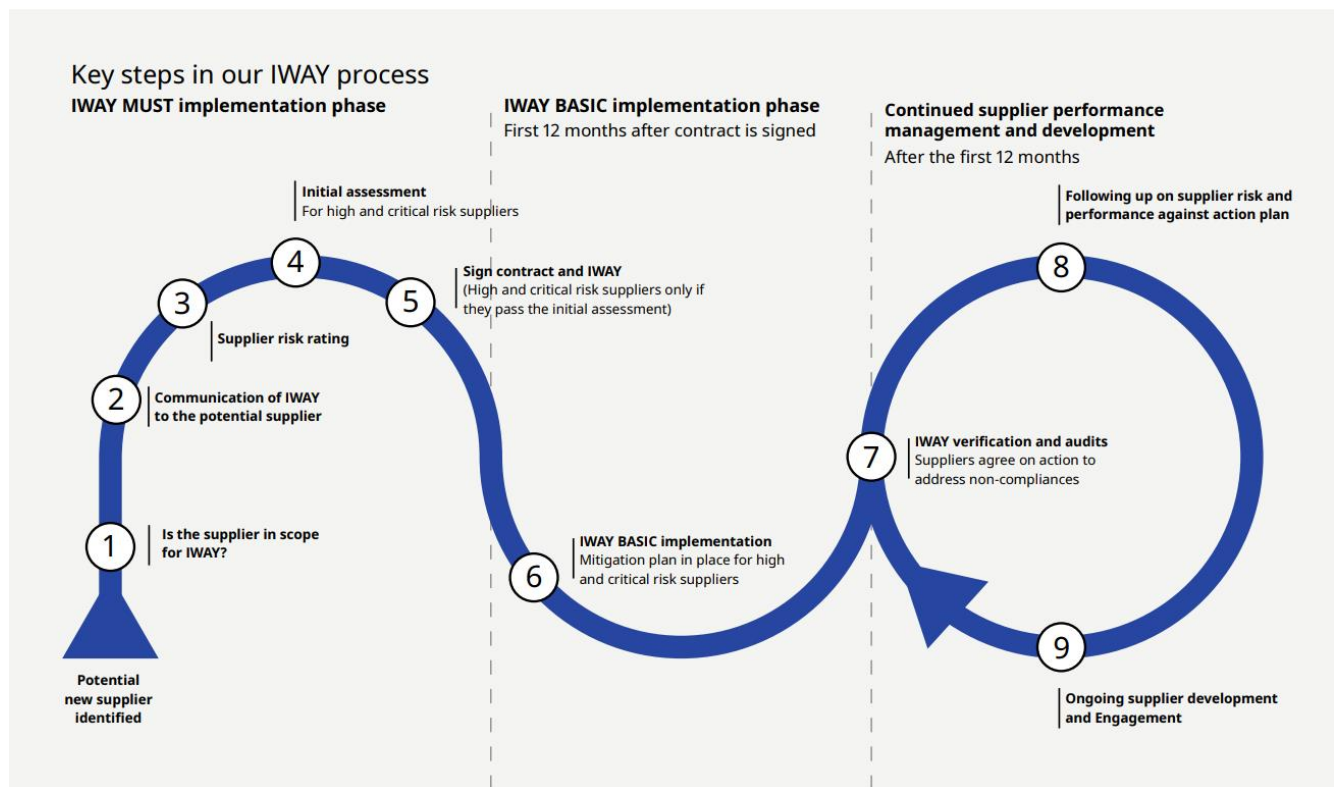 Key steps in our IWAY process
IWAY MUST implementation phase
IWAY BASIC implementation phase
First 12 months after contract is signed
Continued supplier performance
management and development
After the first 12 months
1
Is the supplier in scope
for IWAY?
Potential
new supplier
identified
2
Communication of IWAY
to the potential supplier
3
Supplier risk rating
4
Initial assessment
For high and critical risk suppliers
5
Sign contract and IWAY
(High and critical risk suppliers only if
they pass the initial assessment)
6
IWAY BASIC implementation
Mitigation plan in place for high
and critical risk suppliers
7
IWAY verification and audits
Suppliers agree on action to
address non-compliances
8
Following up on supplier risk and
performance against action plan
9
Ongoing supplier development
and Engagement